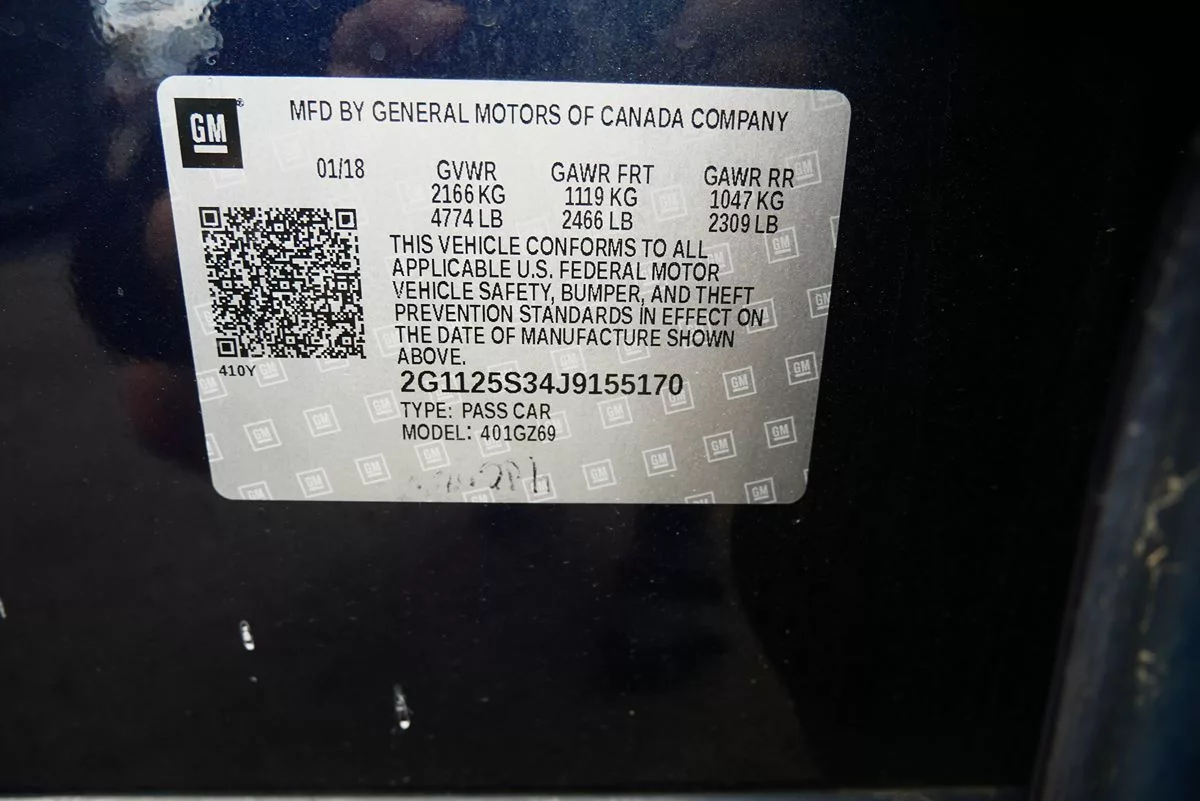 GM
MFD BY GENERAL MOTORS OF CANADA COMPANY
01/18 GVWR GAWR FRT GAWR RR
2166 KG 1119 KG 1047 KG
4774 LB 2466 LB 2309 LB
THIS VEHICLE CONFORMS TO ALL
APPLICABLE U.S. FEDERAL MOTOR
VEHICLE SAFETY, BUMPER, AND THEFT
PREVENTION STANDARDS IN EFFECT ON
THE DATE OF MANUFACTURE SHOWN
ABOVE.
410Y
2G1125S34J9155170
TYPE: PASS CAR
MODEL: 401GZ69